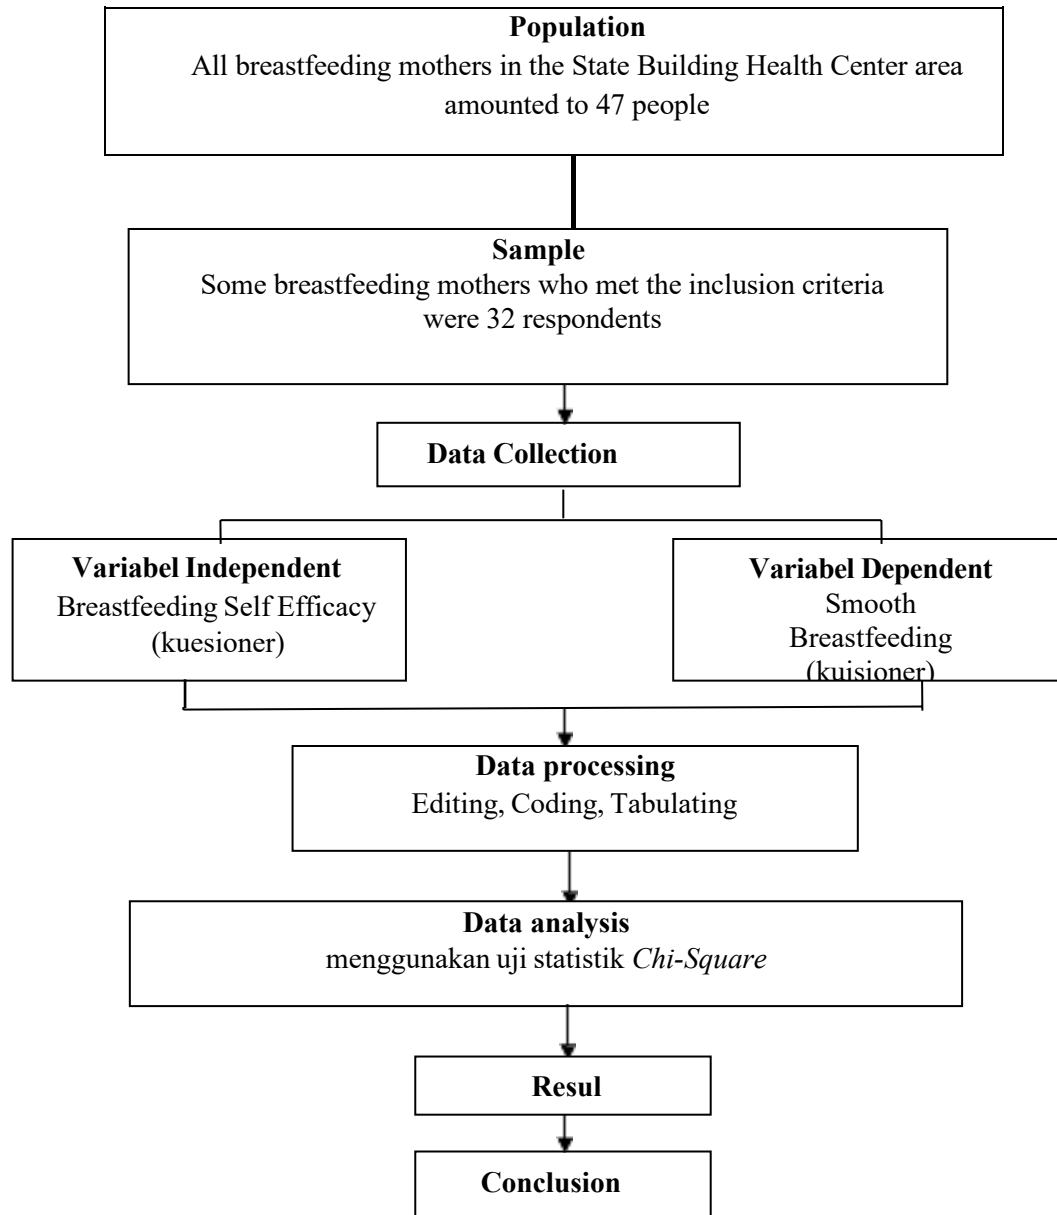 Population
All breastfeeding mothers in the State Building Health Center area
amounted to 47 people
Sample
Some breastfeeding mothers who met the inclusion criteria
were 32 respondents
Data Collection
Variabel Independent
Breastfeeding Self Efficacy
(kuesioner)
Variabel Dependent
Smooth
Breastfeeding
(kuisioner)
Data processing
Editing, Coding, Tabulating
Data analysis
menggunakan uji statistik Chi-Square
Resul
Conclusion